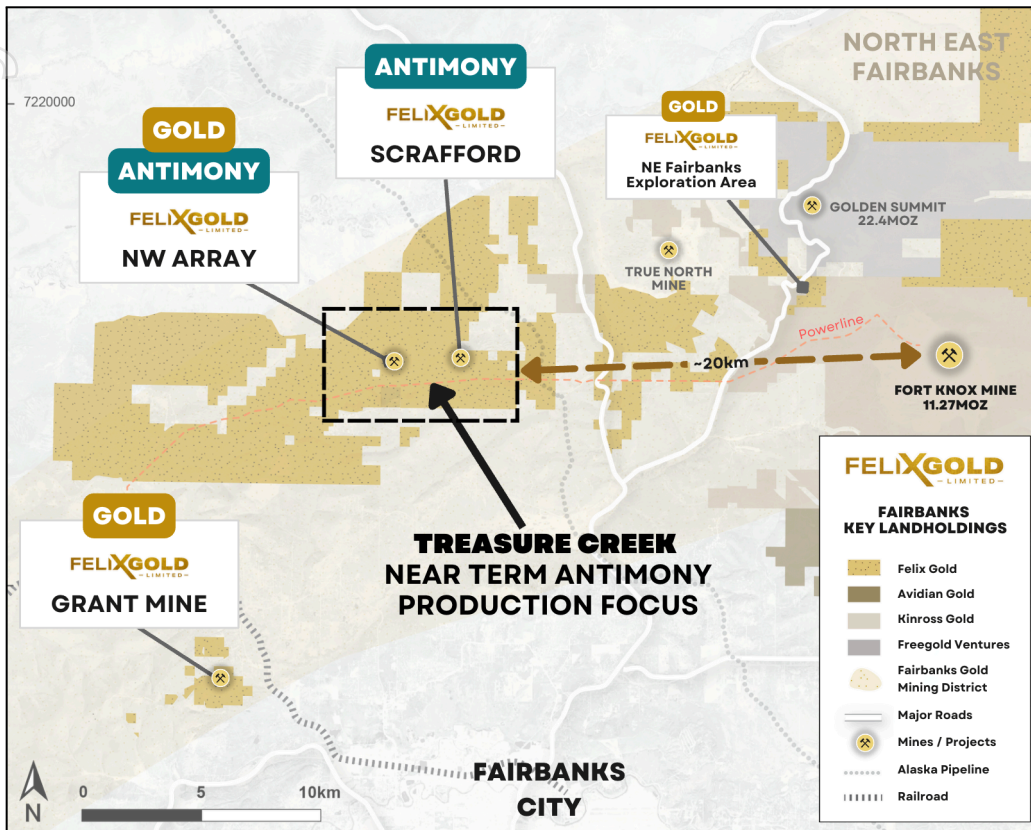 NORTH EAST
FAIRBANKS
7220000
GOLD
ANTIMONY
FELIXGOLD
LIMITED
NW ARRAY
ANTIMONY
FELIXGOLD
LIMITED
SCRAFFORD
GOLD
FELIXGOLD
LIMITED
NE Fairbanks
Exploration Area
GOLDEN SUMMIT
22.4MOZ
TRUE NORTH
MINE
Powerline
~20km
FORT KNOX MINE
11.27MOZ
GOLD
FELIXGOLD
LIMITED
GRANT MINE
TREASURE CREEK
NEAR TERM ANTIMONY
PRODUCTION FOCUS
FELIXGOLD
LIMITED
FAIRBANKS
KEY LANDHOLDINGS
Felix Gold
Avidian Gold
Kinross Gold
Freegold Ventures
Fairbanks Gold
Mining District
Major Roads
Mines / Projects
Alaska Pipeline
Railroad
FAIRBANKS
CITY
N
0 5 10km